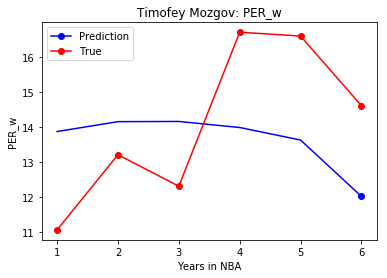 Timofey Mozgov: PER_w
Prediction
True
PER_w
16
15
14
13
12
11
1 2 3 4 5 6
Years in NBA